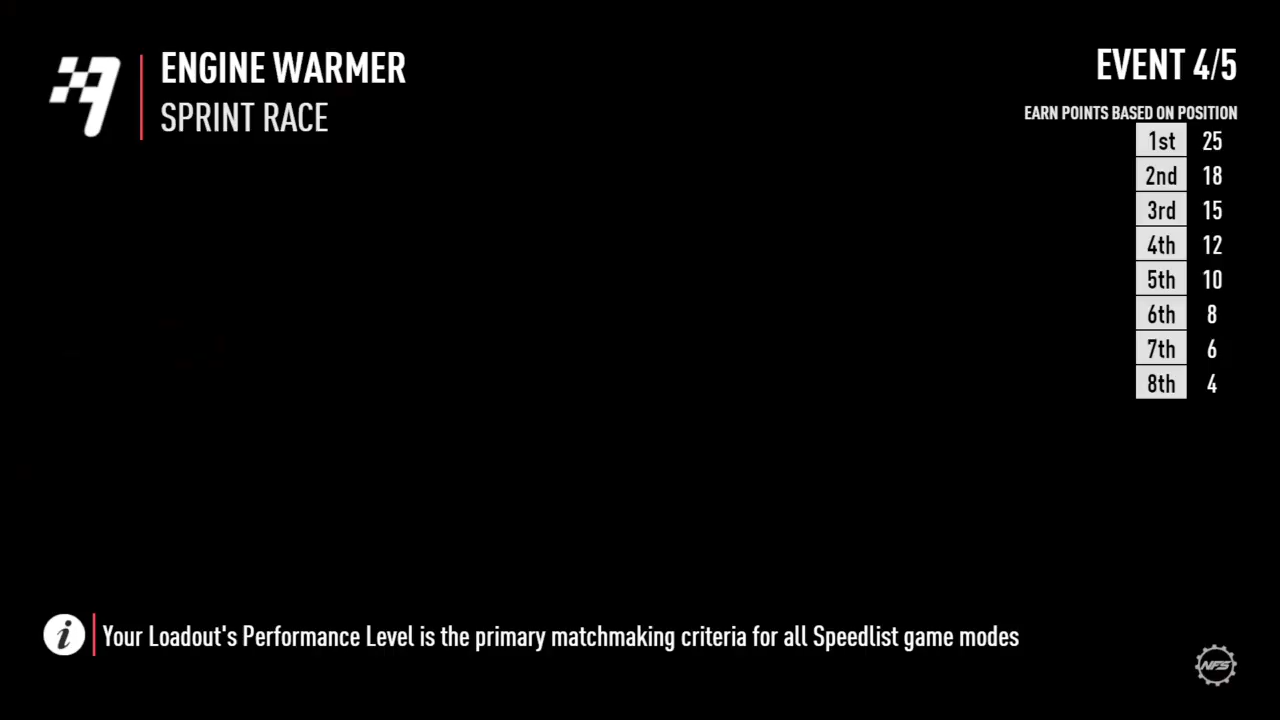 ENGINE WARMER
SPRINT RACE
EVENT 4/5
EARN POINTS BASED ON POSITION
1st 25
2nd 18
3rd 15
4th 12
5th 10
6th 8
7th 6
8th 4
i Your Loadout's Performance Level is the primary matchmaking criteria for all Speedlist game modes
NFS